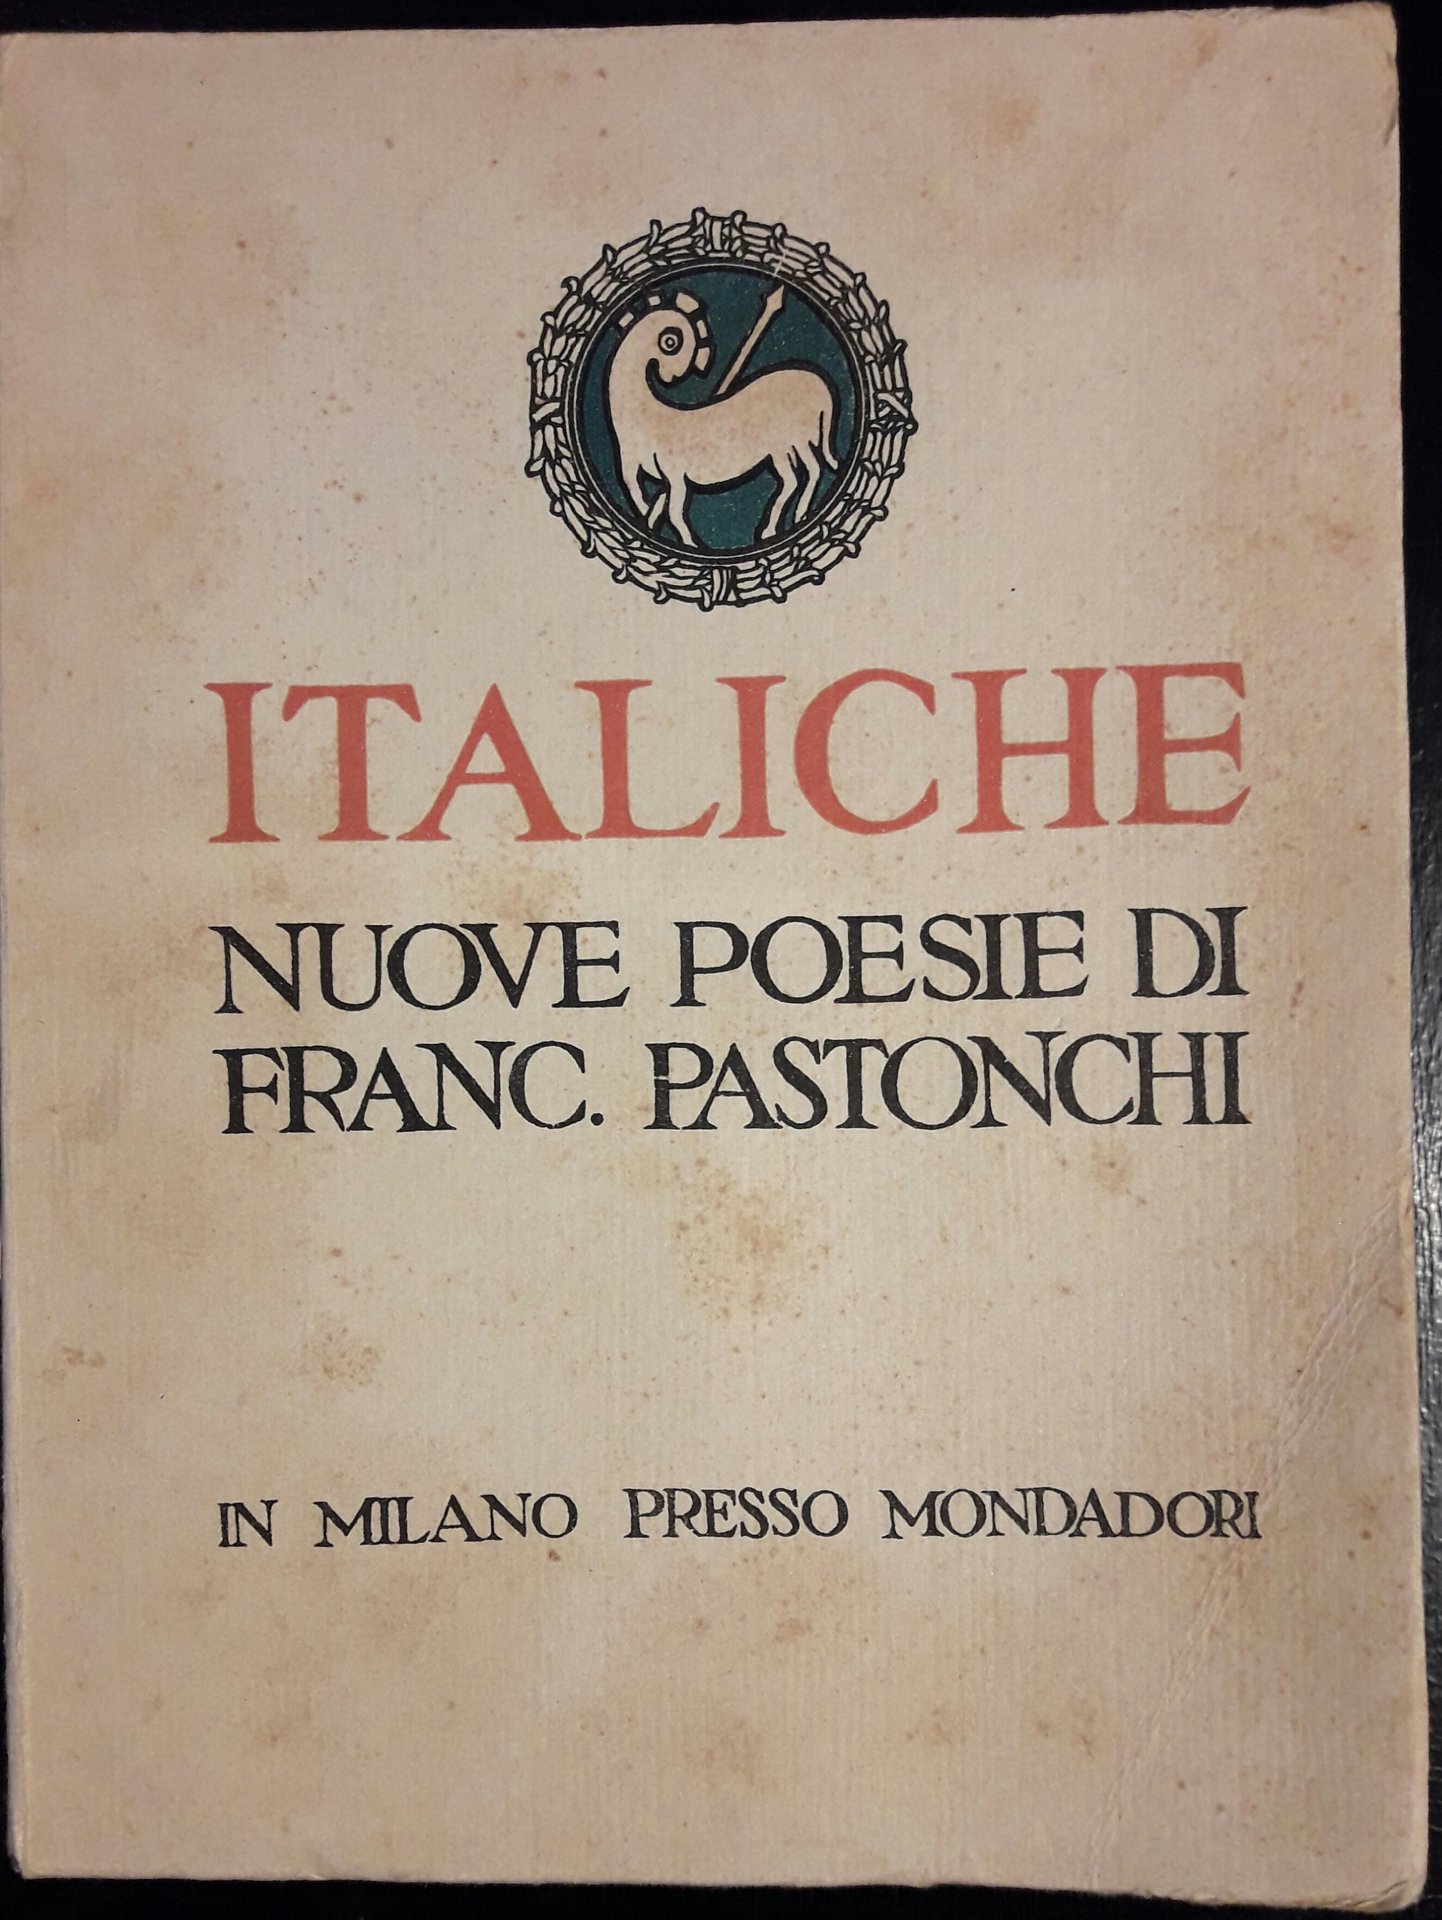 ITALICHE
NUOVE POESIE DI
FRANC. PASTONCHI
IN MILANO PRESSO MONDADORI